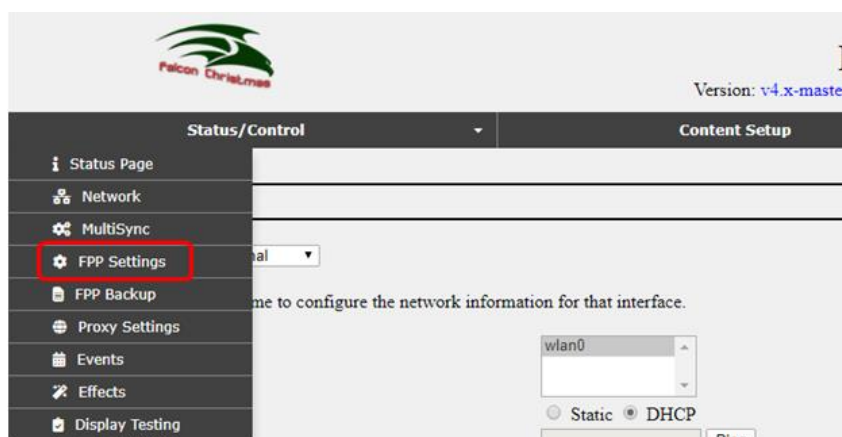 Falcon Christmas
Version: v4.x-maste
Status/Control
Content Setup
Status Page
Network
MultiSync
FPP Settings
nal
FPP Backup
me to configure the network information for that interface.
Proxy Settings
wlan0
Events
Effects
Static DHCP
Display Testing